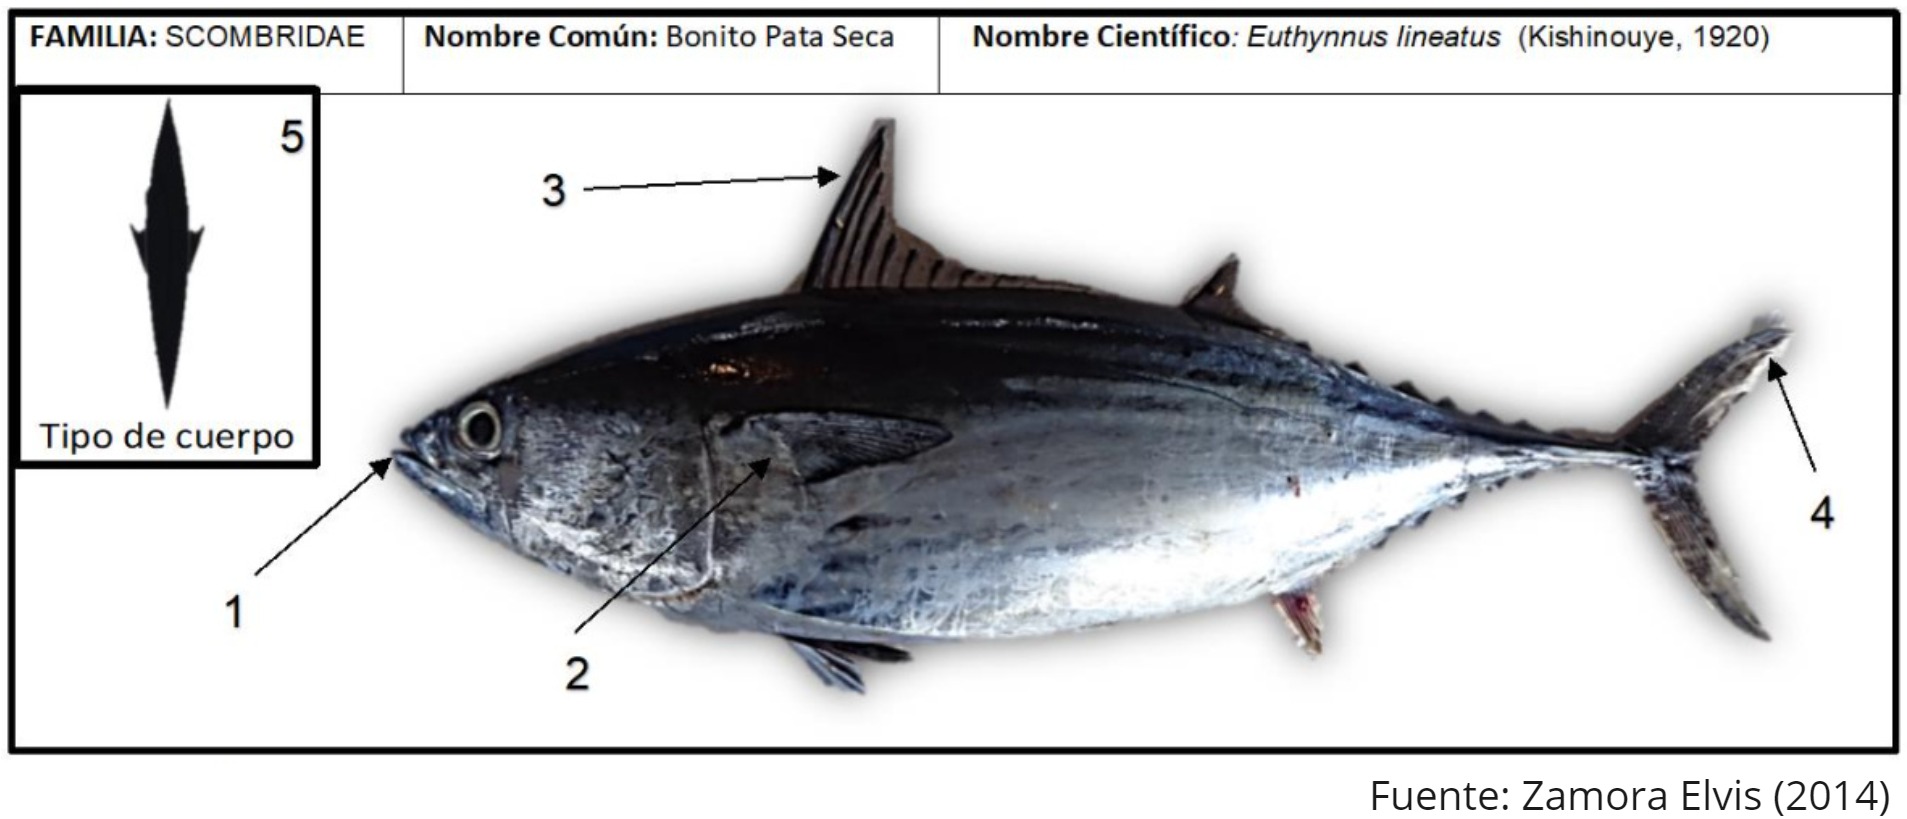 FAMILIA: SCOMBRIDAE
Nombre Común: Bonito Pata Seca
Nombre Científico: Euthynnus lineatus (Kishinouye, 1920)
5
Tipo de cuerpo
3
1
2
4
Fuente: Zamora Elvis (2014)